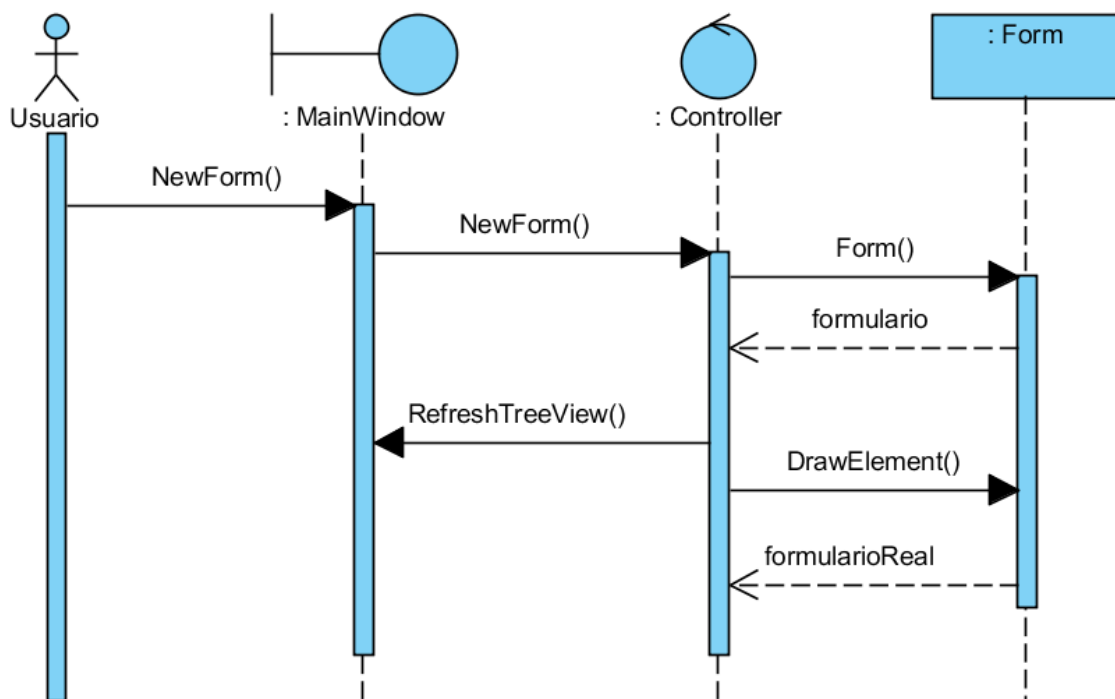 : Form
Usuario
: MainWindow
: Controller
NewForm()
NewForm()
Form()
formulario
RefreshTreeView()
DrawElement()
formularioReal